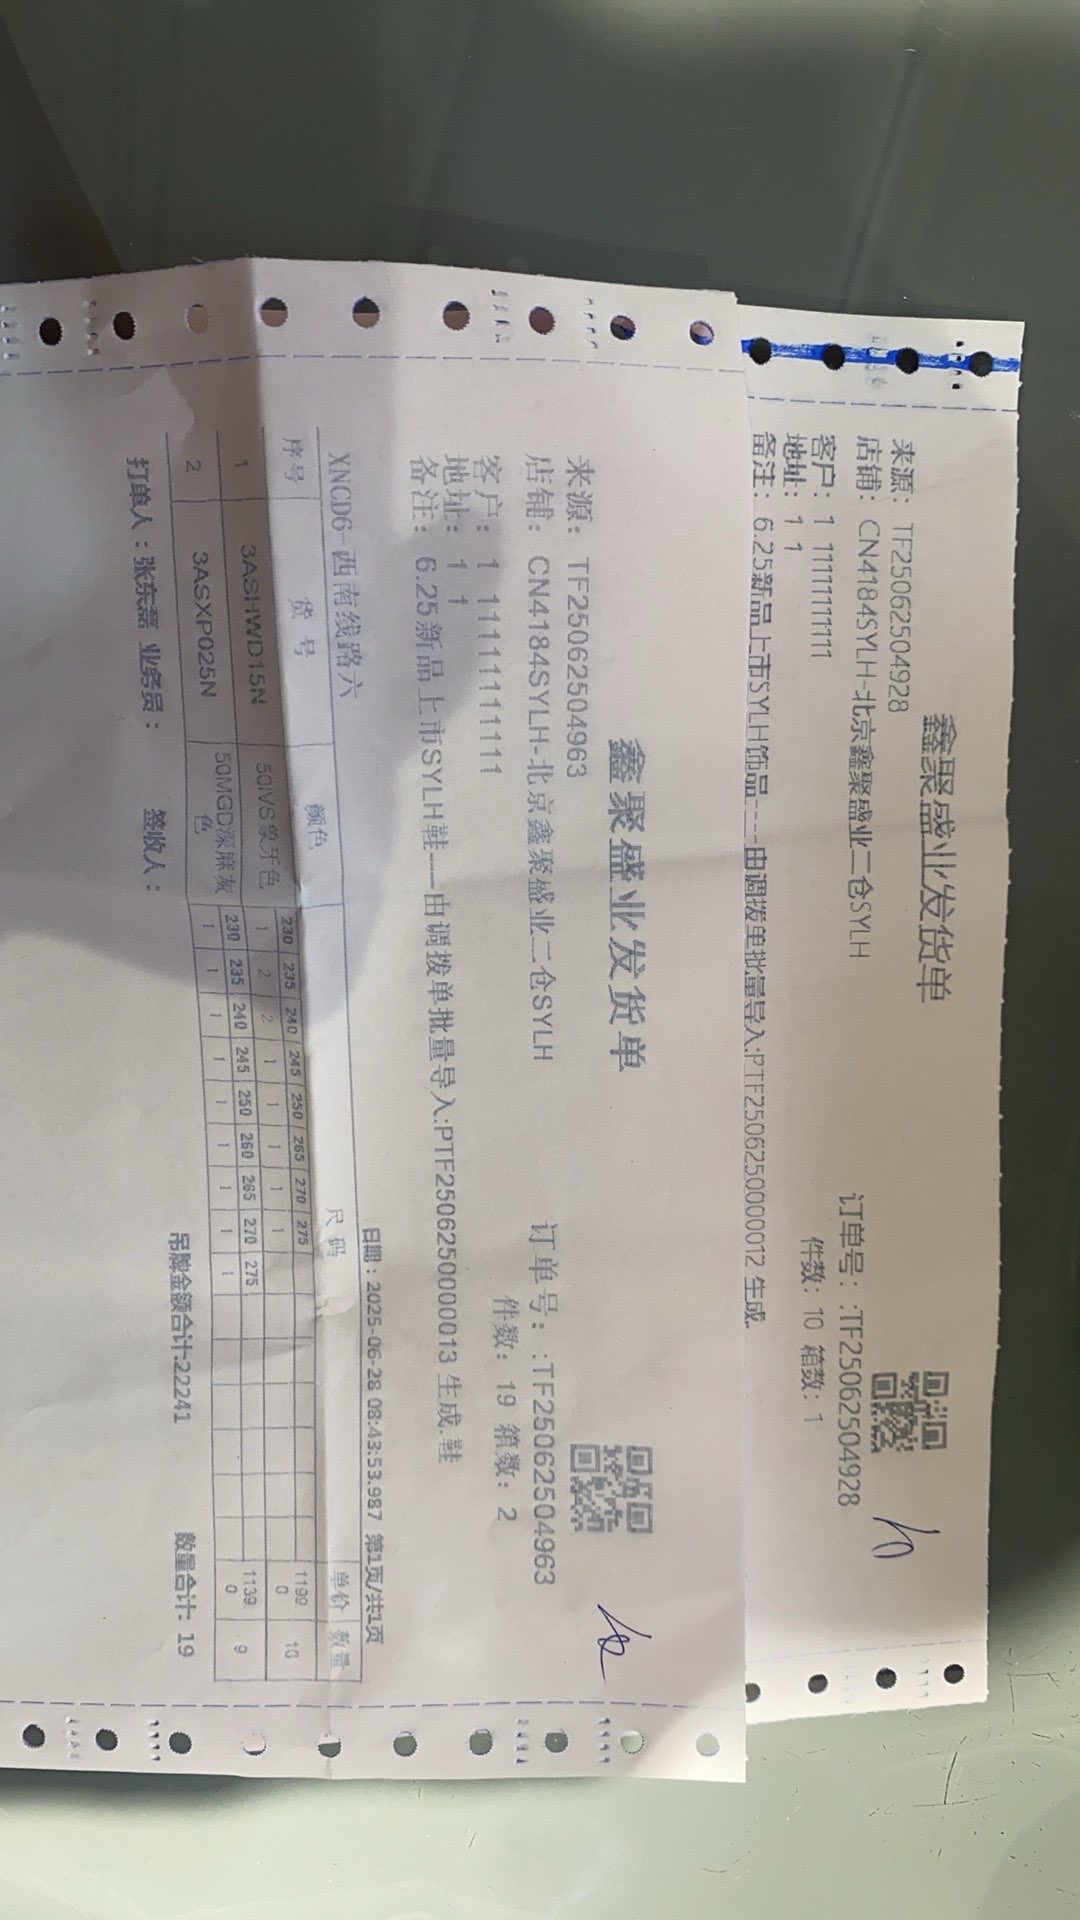 鑫聚盛业发货单
来源: TF25062504928
订单号: :TF25062504928
店铺: CN4184SYLH-北京鑫聚盛业二仓SYLH
件数: 10 箱数: 1
客户: 1 11111111111
地址: 1 1
备注: 6.25新品上市SYLH饰品----由调拨单批量导入:PTF250625000012 生成.
鑫聚盛业发货单
来源: TF25062504963
订单号: :TF25062504963
店铺: CN4184SYLH-北京鑫聚盛业二仓SYLH
件数: 19 箱数: 2
客户: 1 11111111111
地址: 1 1
备注: 6.25新品上市SYLH鞋----由调拨单批量导入:PTF250625000013 生成.鞋
XNCD6-西南线路六 日期: 2025-06-28 08:43:53.987 第1页/共1页
序号 货号 颜色 尺码 单价 数量
230 235 240 245 250 265 270 275
1 3ASHWD15N 50IVS象牙色 1 2 2 1 1 1 1 1 1199.0 10
230 235 240 245 250 260 265 270 275
2 3ASXP025N 50MGD深麻灰色 1 1 1 1 1 1 1 1 1 1139.0 9
吊牌金额合计:22241 数量合计: 19
打单人: 张东磊 业务员: 签收人: